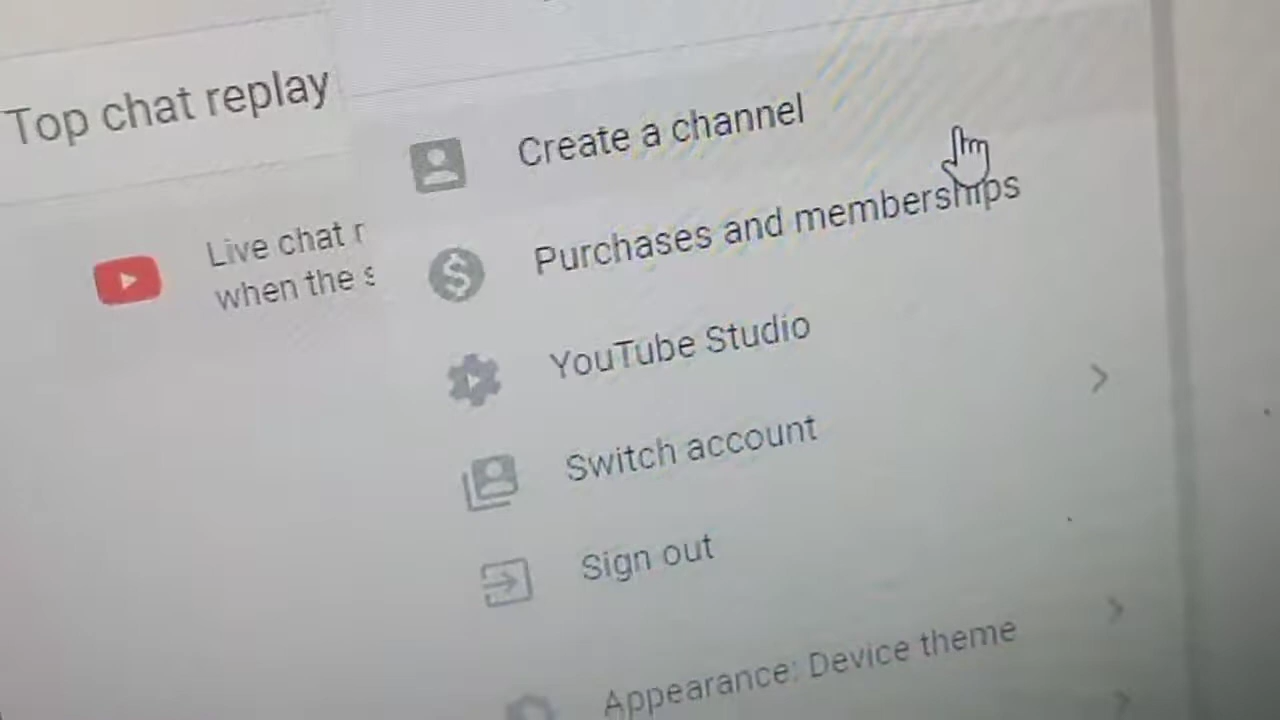 Top chat replay
Live chat r
when the s
Create a channel
Purchases and memberships
YouTube Studio
Switch account
Sign out
Appearance: Device theme